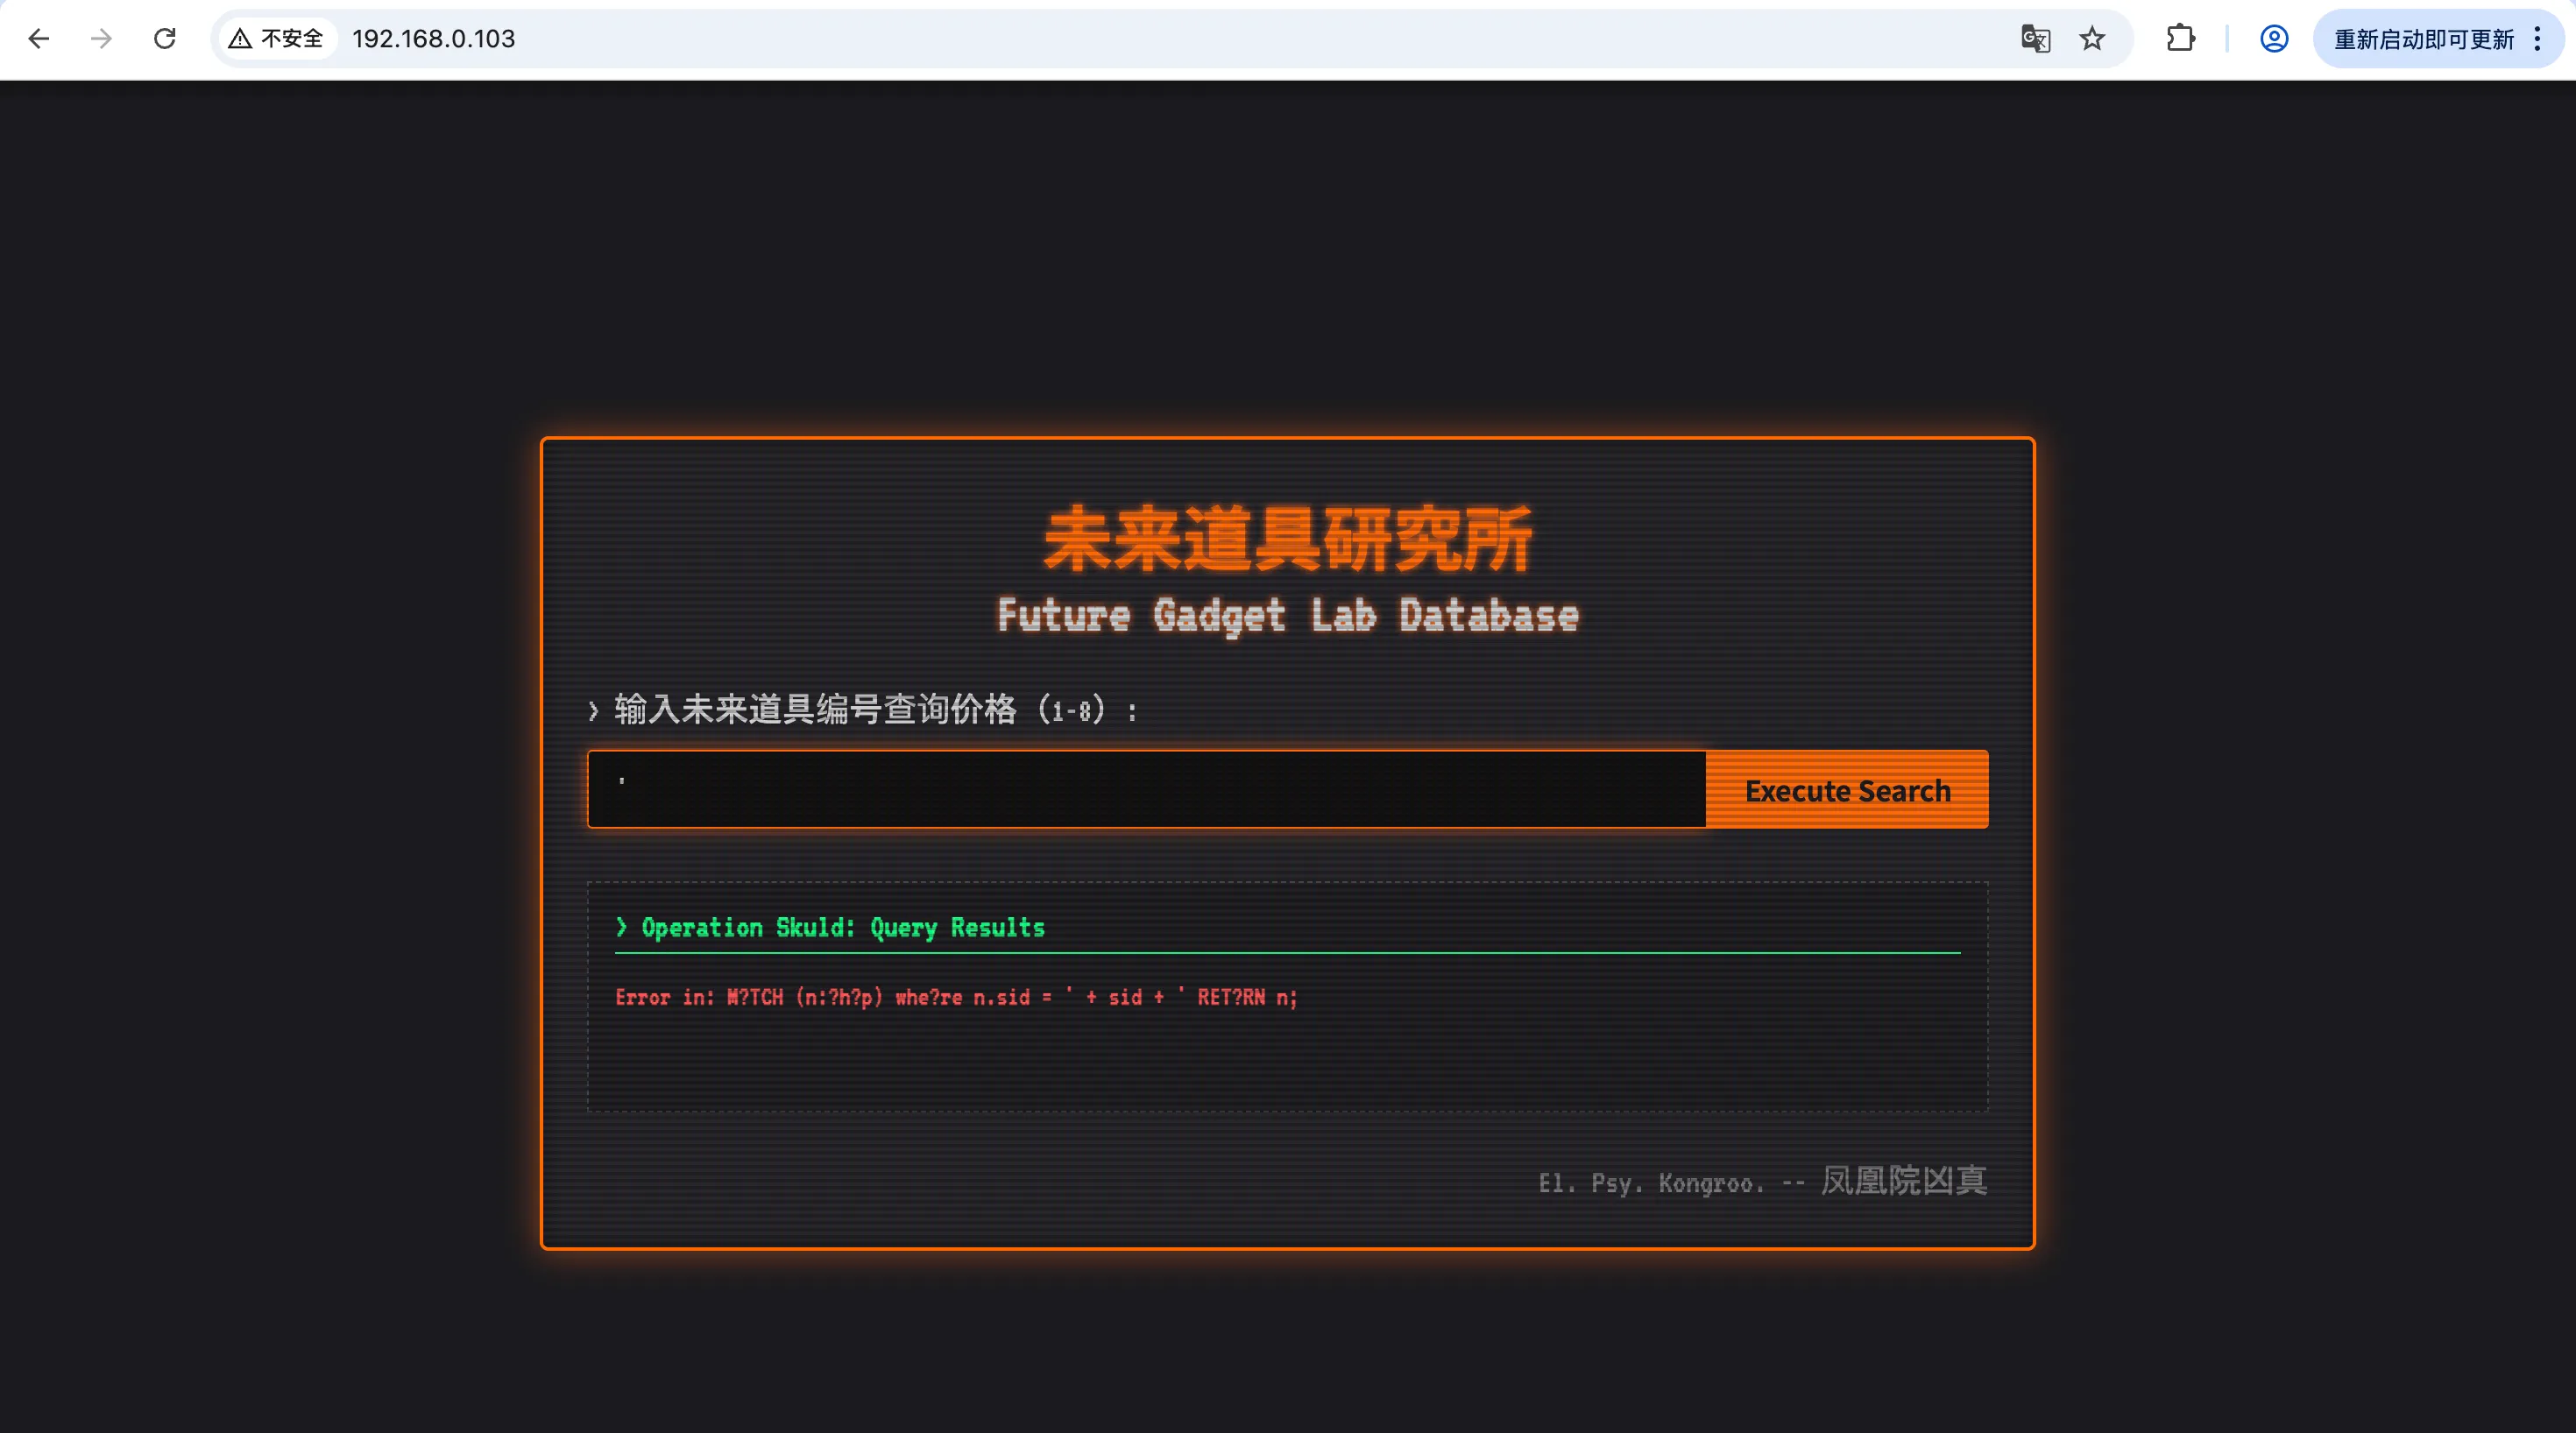 不安全 192.168.0.103 重新启动即可更新
未来道具研究所
Future Gadget Lab Database
› 输入未来道具编号查询价格（1-8）:
'
Execute Search
› Operation Skuld: Query Results
Error in: M?TCH (n:?h?p) whe?re n.sid = ' + sid + ' RET?RN n;
El. Psy. Kongroo. -- 凤凰院凶真